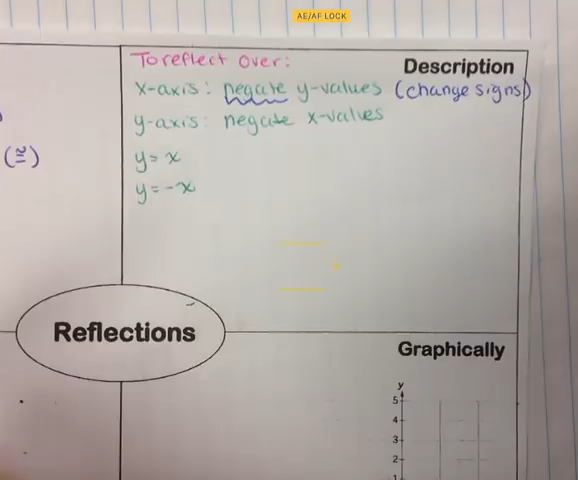 AE/AF LOCK
To reflect over:
Description
x-axis: negate y-values (change signs)
y-axis: negate x-values
(≅)
y=x
y=-x
Reflections
Graphically
y
5
4
3
2
1